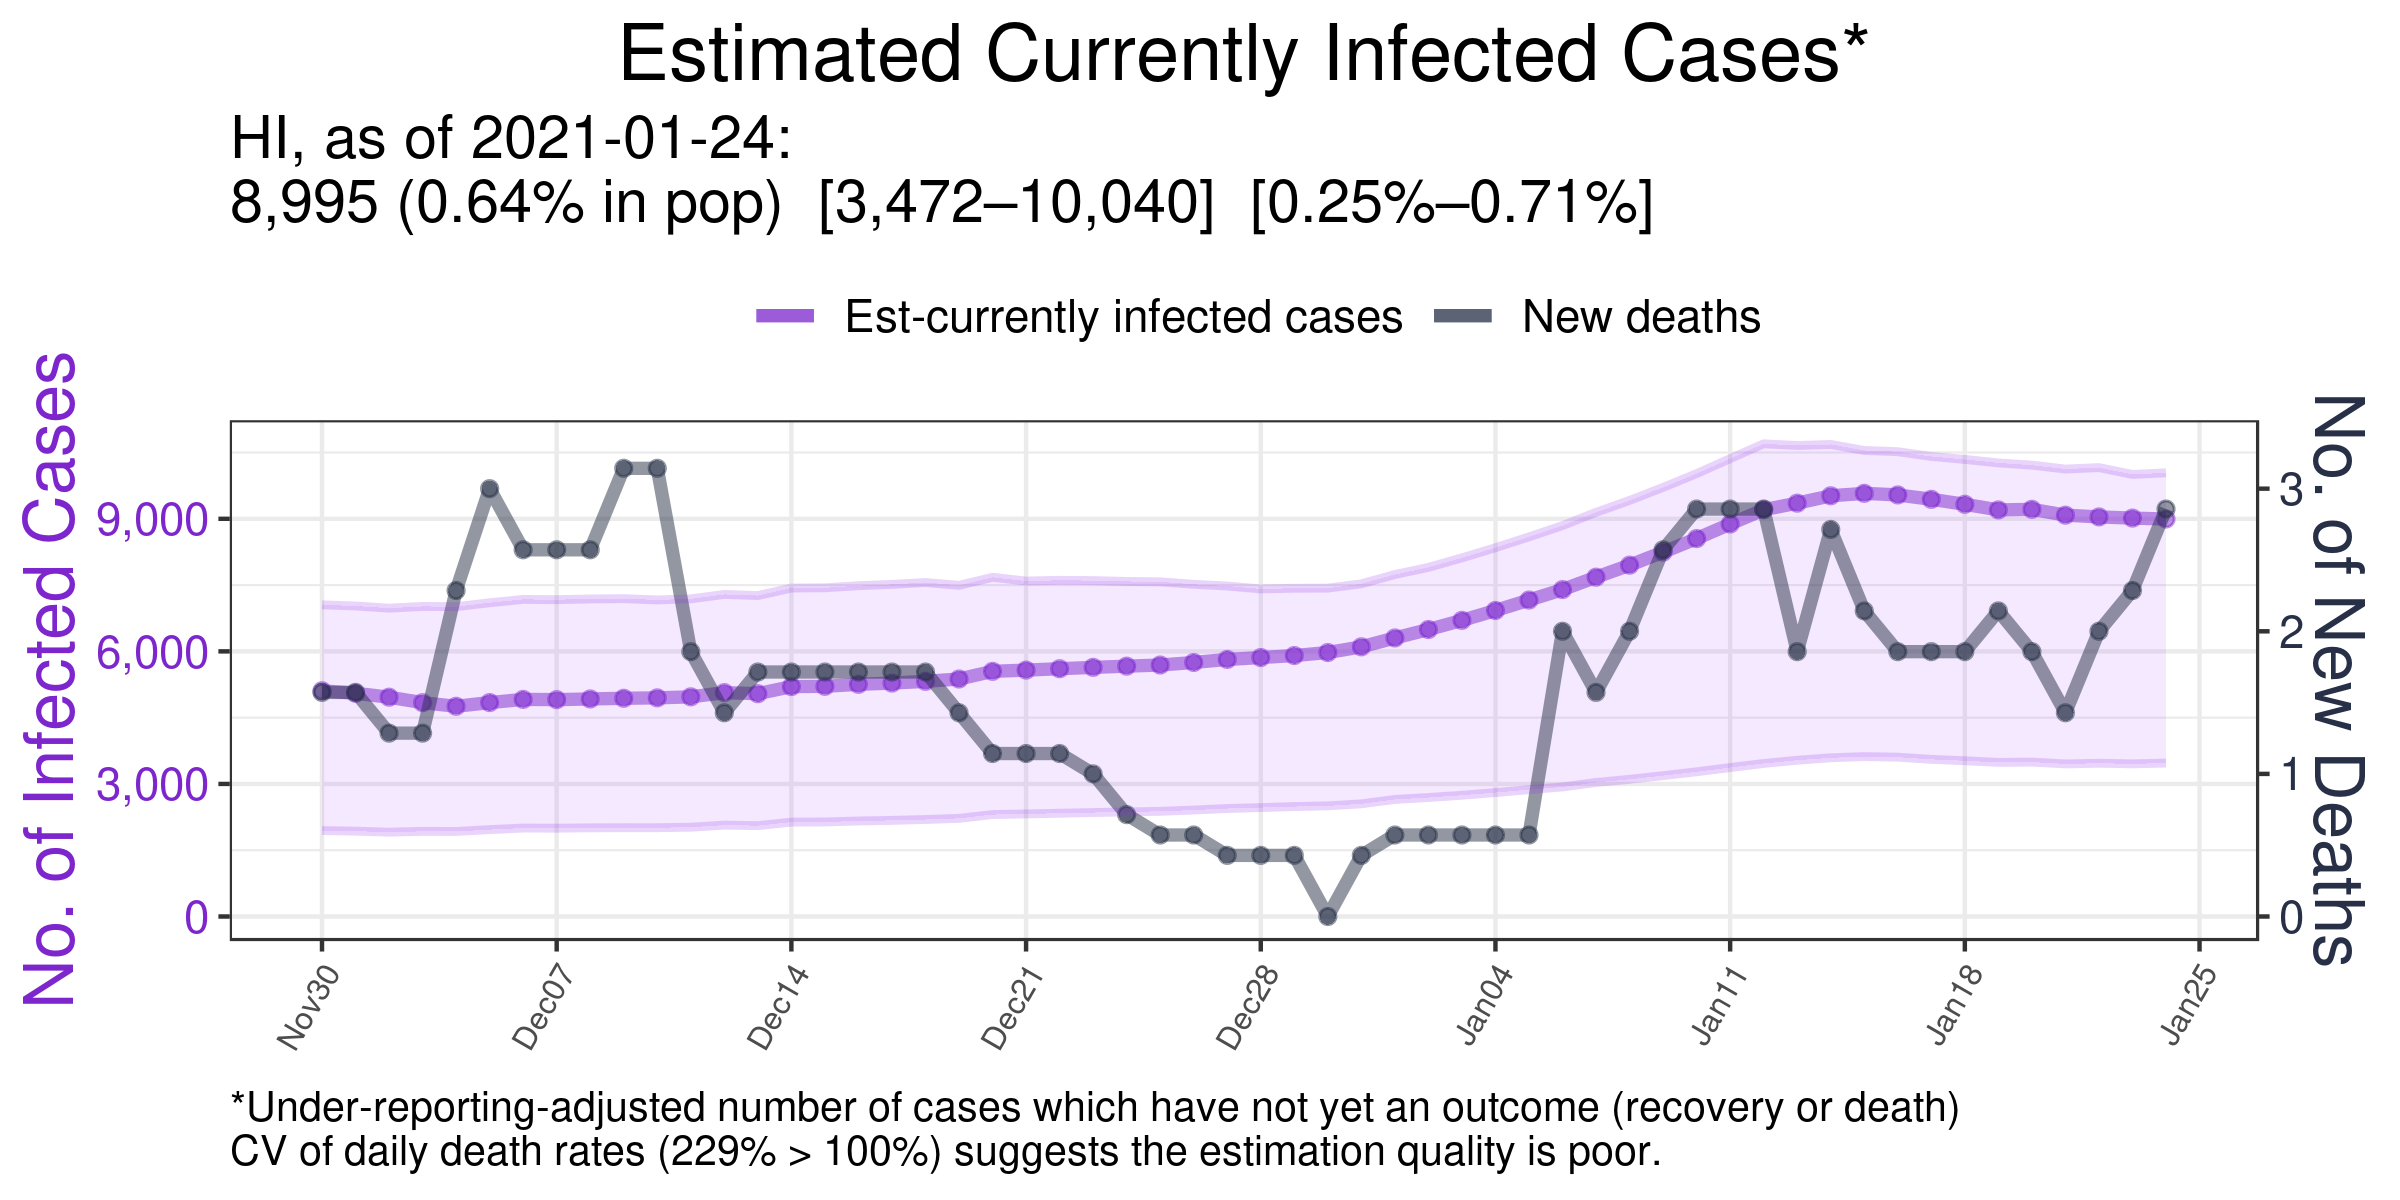 Estimated Currently Infected Cases*
HI, as of 2021-01-24:
8,995 (0.64% in pop)  [3,472–10,040]  [0.25%–0.71%]
Est-currently infected cases
New deaths
No. of Infected Cases
9,000
6,000
3,000
0
3
2
1
0
No. of New Deaths
Nov30
Dec07
Dec14
Dec21
Dec28
Jan04
Jan11
Jan18
Jan25
*Under-reporting-adjusted number of cases which have not yet an outcome (recovery or death)
CV of daily death rates (229% > 100%) suggests the estimation quality is poor.